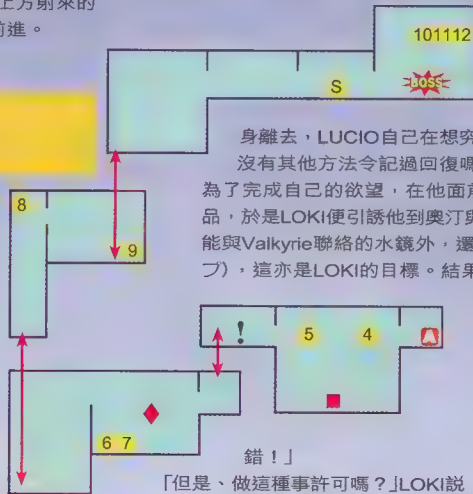 上方射來的
前進。
101112
S
BOSS
身離去，LUCIO自己在想穷
沒有其他方法令記過回復嗎
為了完成自己的欲望，在他面前
品，於是LOKI便引誘他到奧汀奥
能與Valkyrie聯絡的水鏡外，還
ブ），這亦是LOKI的目標。結果
8
9
!
5 4
A
6 7
錯！」
「但是、做這種事許可嗎？」LOKI説